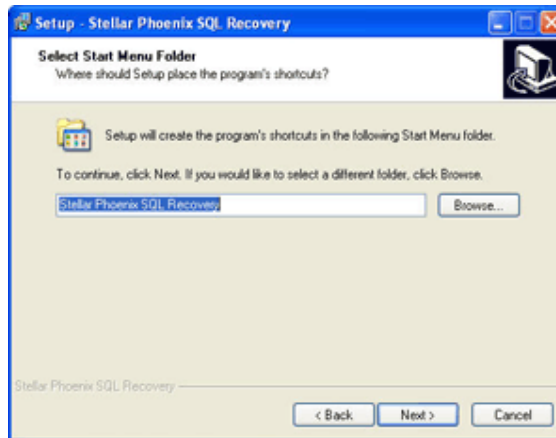 Setup - Stellar Phoenix SQL Recovery
Select Start Menu Folder
Where should Setup place the program's shortcuts?
Setup will create the program's shortcuts in the following Start Menu folder.
To continue, click Next. If you would like to select a different folder, click Browse.
Stellar Phoenix SQL Recovery
Browse...
Stellar Phoenix SQL Recovery
< Back
Next >
Cancel